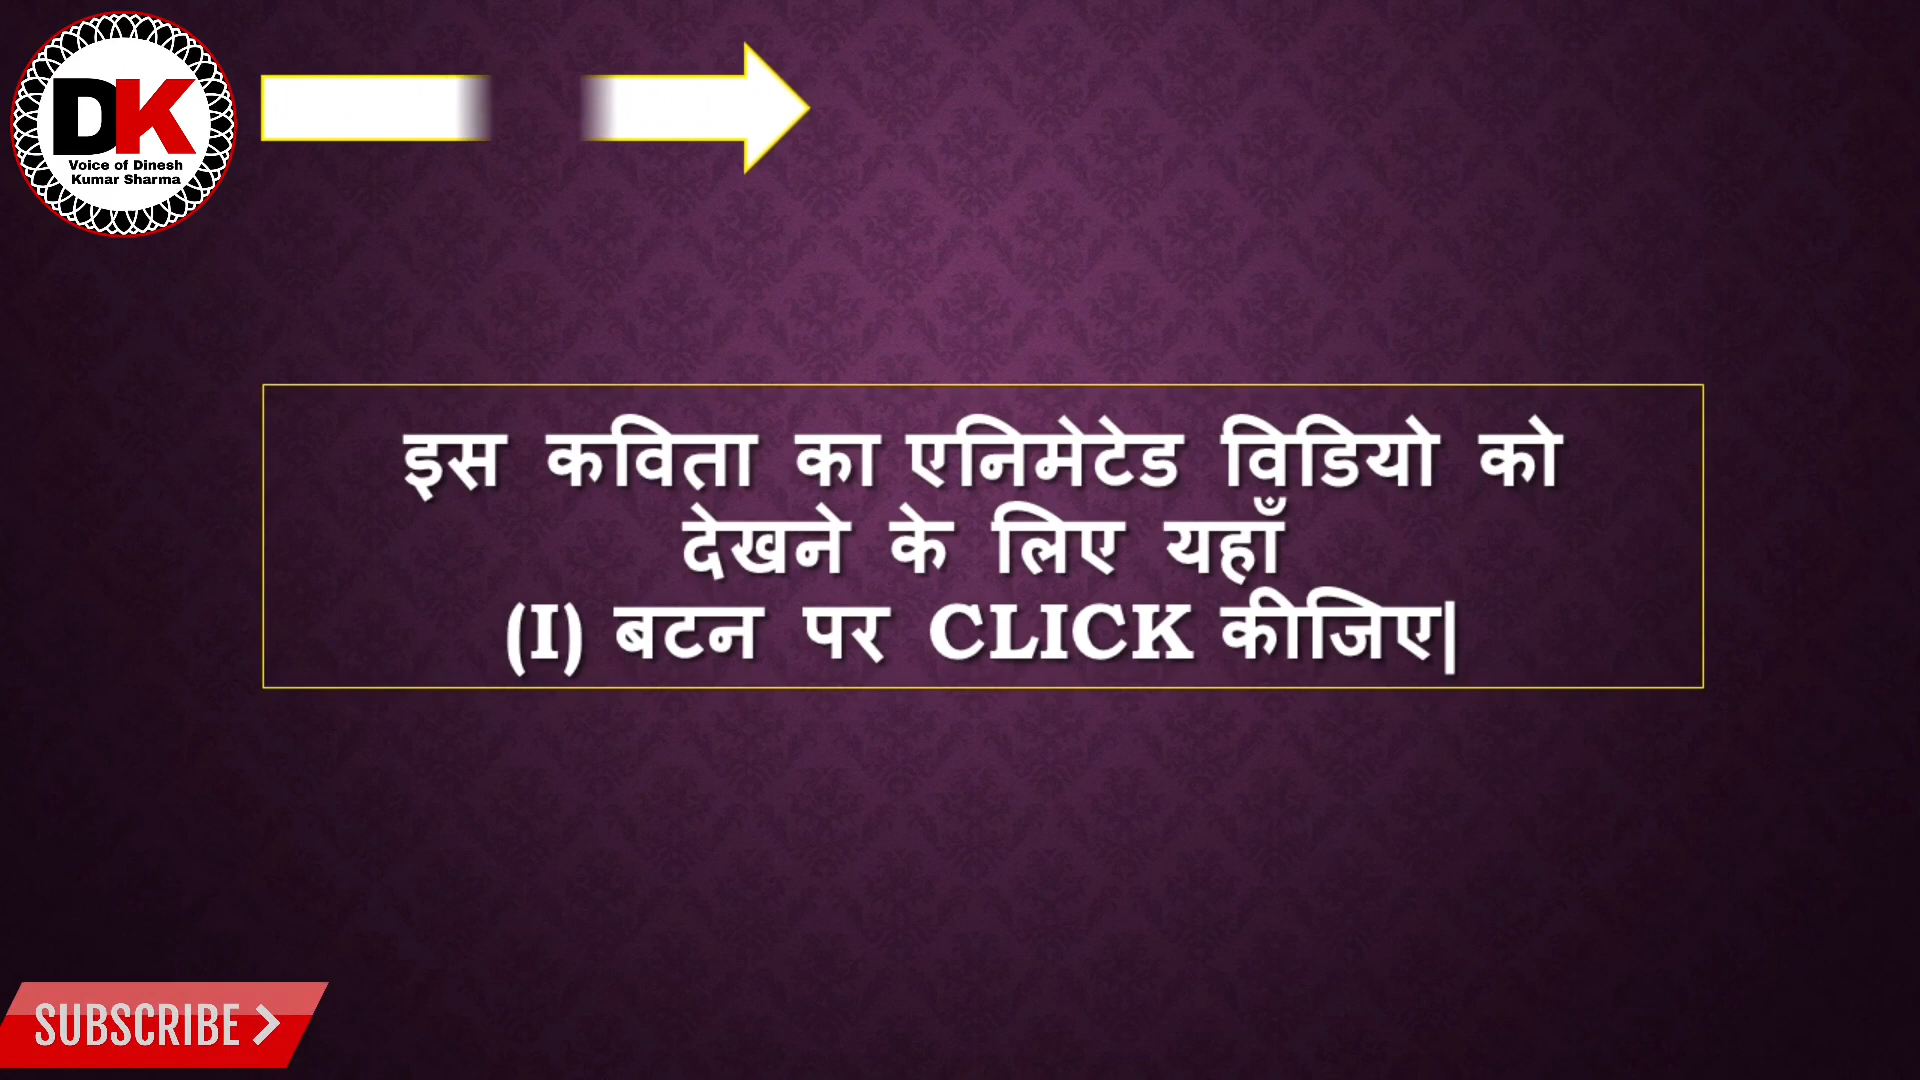 DK
Voice of Dinesh
Kumar Sharma
इस कविता का एनिमेटेड विडियो को
देखने के लिए यहाँ
(I) बटन पर CLICK कीजिए|
SUBSCRIBE